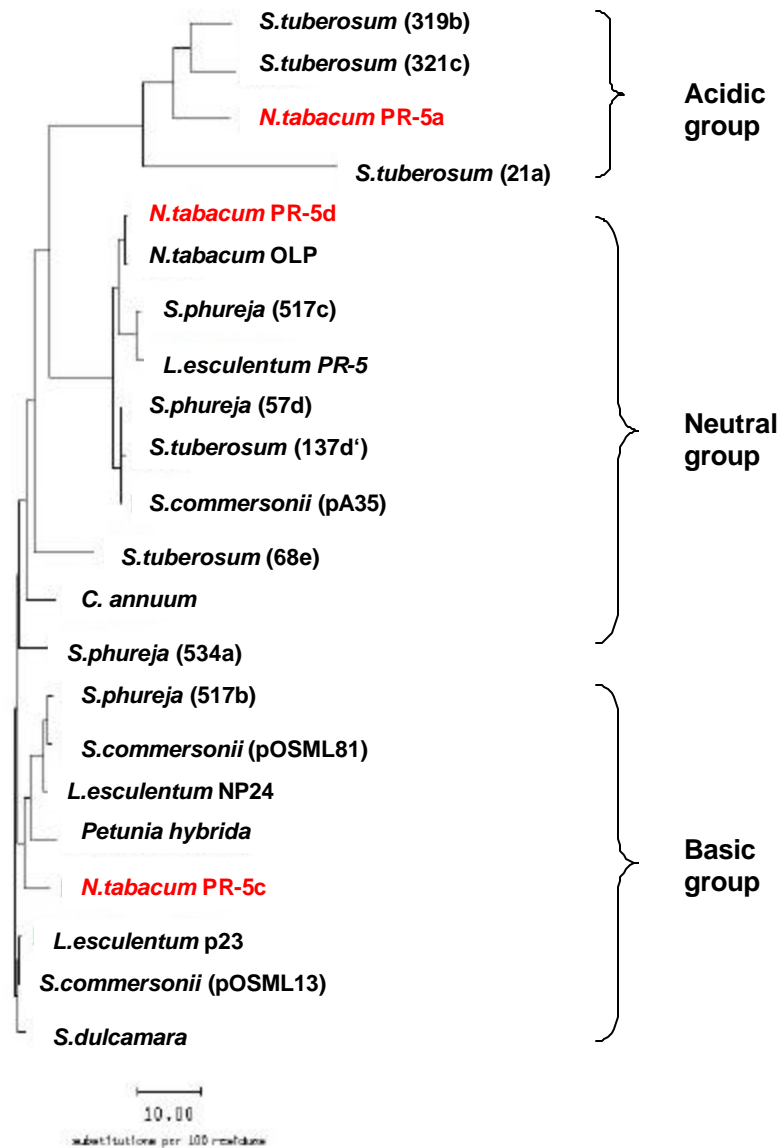 S.tuberosum (319b)
S.tuberosum (321c)
N.tabacum PR-5a
S.tuberosum (21a)
Acidic
group
N.tabacum PR-5d
N.tabacum OLP
S.phureja (517c)
L.esculentum PR-5
S.phureja (57d)
S.tuberosum (137d‘)
S.commersonii (pA35)
S.tuberosum (68e)
C. annuum
S.phureja (534a)
Neutral
group
S.phureja (517b)
S.commersonii (pOSML81)
L.esculentum NP24
Petunia hybrida
N.tabacum PR-5c
L.esculentum p23
S.commersonii (pOSML13)
S.dulcamara
Basic
group
10.00
substitutions per 100 residues